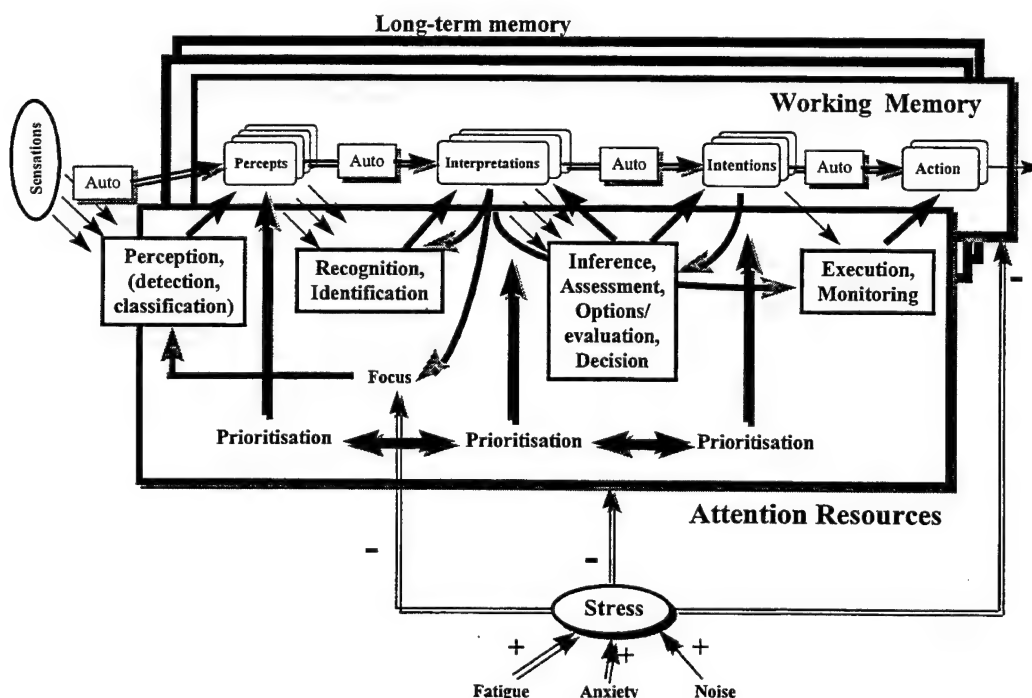 Long-term memory
Working Memory
Sensations
Auto
Percepts
Auto
Interpretations
Auto
Intentions
Auto
Action
Perception,
(detection,
classification)
Recognition,
Identification
Inference,
Assessment,
Options/
evaluation,
Decision
Execution,
Monitoring
-
Focus
Prioritisation
Prioritisation
Prioritisation
Attention Resources
-
-
Stress
+
+
+
Fatigue
Anxiety
Noise